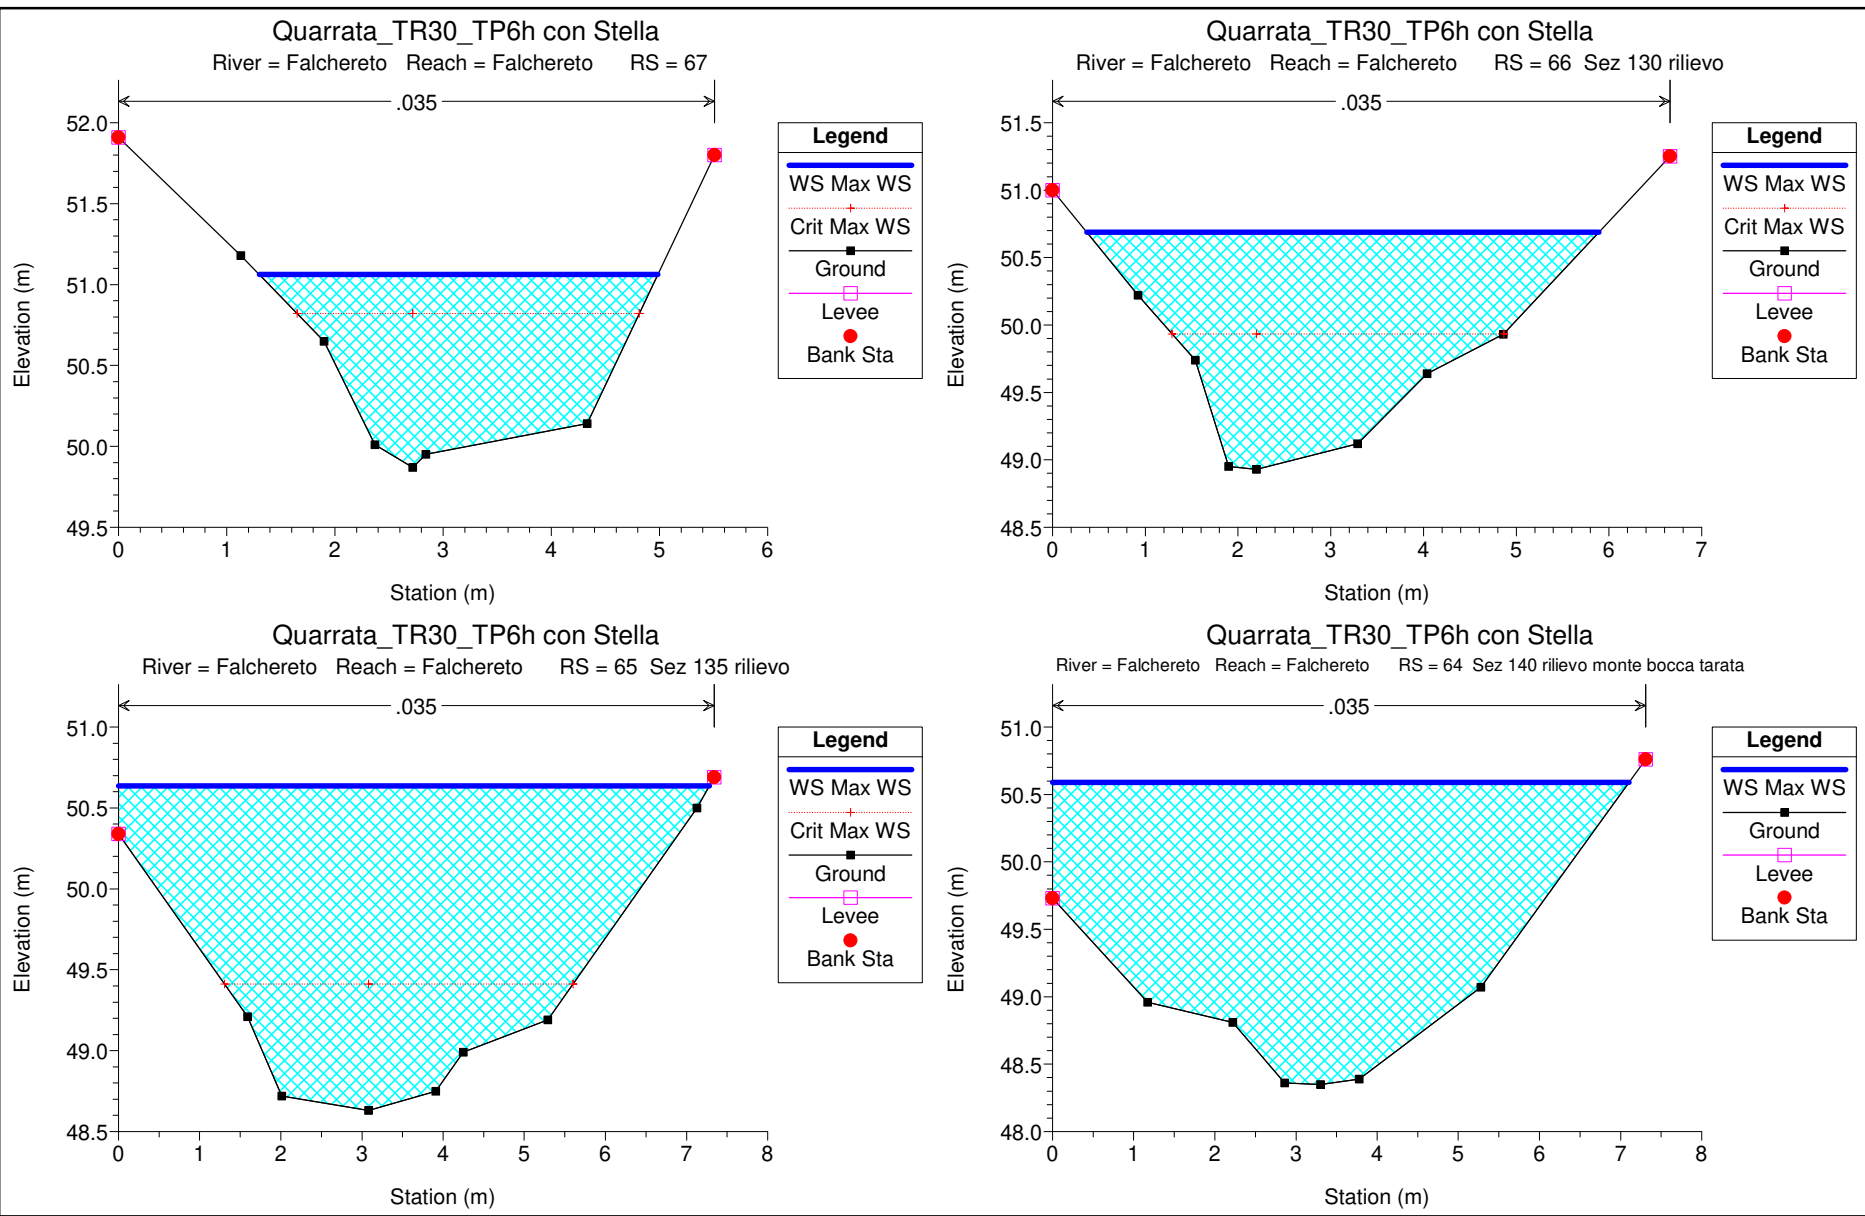 Quarrata_TR30_TP6h con Stella
River = Falchereto Reach = Falchereto RS = 67
.035
52.0
51.5
51.0
50.5
50.0
49.5
0 1 2 3 4 5 6
Station (m)
Elevation (m)
Legend
WS Max WS
Crit Max WS
Ground
Levee
Bank Sta
Quarrata_TR30_TP6h con Stella
River = Falchereto Reach = Falchereto RS = 66 Sez 130 rilievo
.035
51.5
51.0
50.5
50.0
49.5
49.0
48.5
0 1 2 3 4 5 6 7
Station (m)
Elevation (m)
Legend
WS Max WS
Crit Max WS
Ground
Levee
Bank Sta
Quarrata_TR30_TP6h con Stella
River = Falchereto Reach = Falchereto RS = 65 Sez 135 rilievo
.035
51.0
50.5
50.0
49.5
49.0
48.5
0 1 2 3 4 5 6 7 8
Station (m)
Elevation (m)
Legend
WS Max WS
Crit Max WS
Ground
Levee
Bank Sta
Quarrata_TR30_TP6h con Stella
River = Falchereto Reach = Falchereto RS = 64 Sez 140 rilievo monte bocca tarata
.035
51.0
50.5
50.0
49.5
49.0
48.5
48.0
0 1 2 3 4 5 6 7 8
Station (m)
Elevation (m)
Legend
WS Max WS
Ground
Levee
Bank Sta